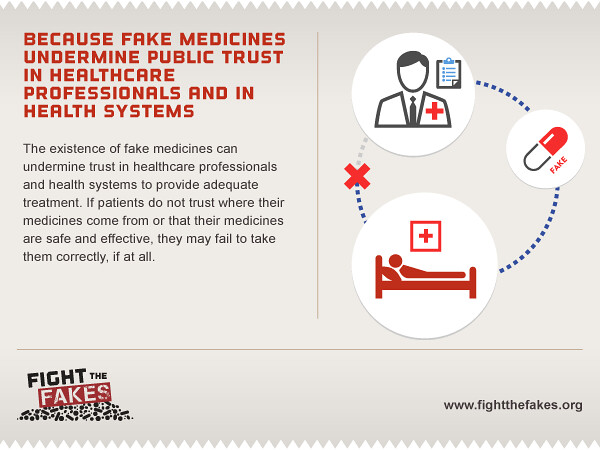 BECAUSE FAKE MEDICINES
UNDERMINE PUBLIC TRUST
IN HEALTHCARE
PROFESSIONALS AND IN
HEALTH SYSTEMS
The existence of fake medicines can
undermine trust in healthcare professionals
and health systems to provide adequate
treatment. If patients do not trust where their
medicines come from or that their medicines
are safe and effective, they may fail to take
them correctly, if at all.
FAKE
FIGHT THE
FAKES
www.fightthefakes.org